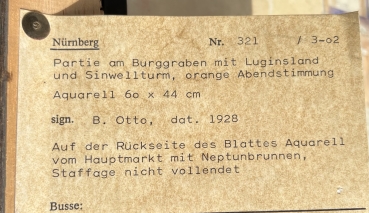 Nürnberg Nr. 321 / 3-o2
Partie am Burggraben mit Luginsland
und Sinwellturm, orange Abendstimmung
Aquarell 6o x 44 cm
sign. B. Otto, dat. 1928
Auf der Rückseite des Blattes Aquarell
vom Hauptmarkt mit Neptunbrunnen,
Staffage nicht vollendet
Busse: